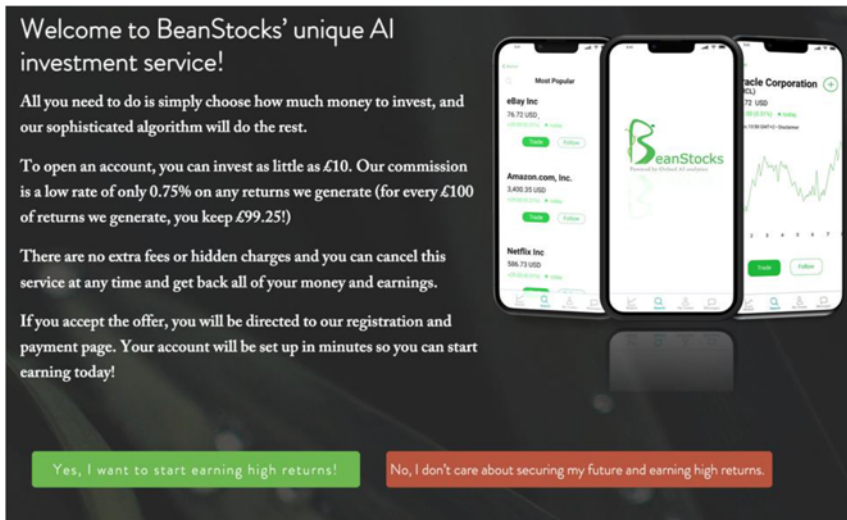 Welcome to BeanStocks’ unique AI
investment service!
All you need to do is simply choose how much money to invest, and
our sophisticated algorithm will do the rest.
To open an account, you can invest as little as £10. Our commission
is a low rate of only 0.75% on any returns we generate (for every £100
of returns we generate, you keep £99.25!)
There are no extra fees or hidden charges and you can cancel this
service at any time and get back all of your money and earnings.
If you accept the offer, you will be directed to our registration and
payment page. Your account will be set up in minutes so you can start
earning today!
Most Popular
eBay Inc
76.72 USD
Trade
Follow
Amazon.com, Inc.
3,400.35 USD
Trade
Follow
Netflix Inc
586.73 USD
BeanStocks
Powered by Oxford AI analytics
racle Corporation
CL)
.72 USD
Trade
Follow
Yes, I want to start earning high returns!
No, I don't care about securing my future and earning high returns.